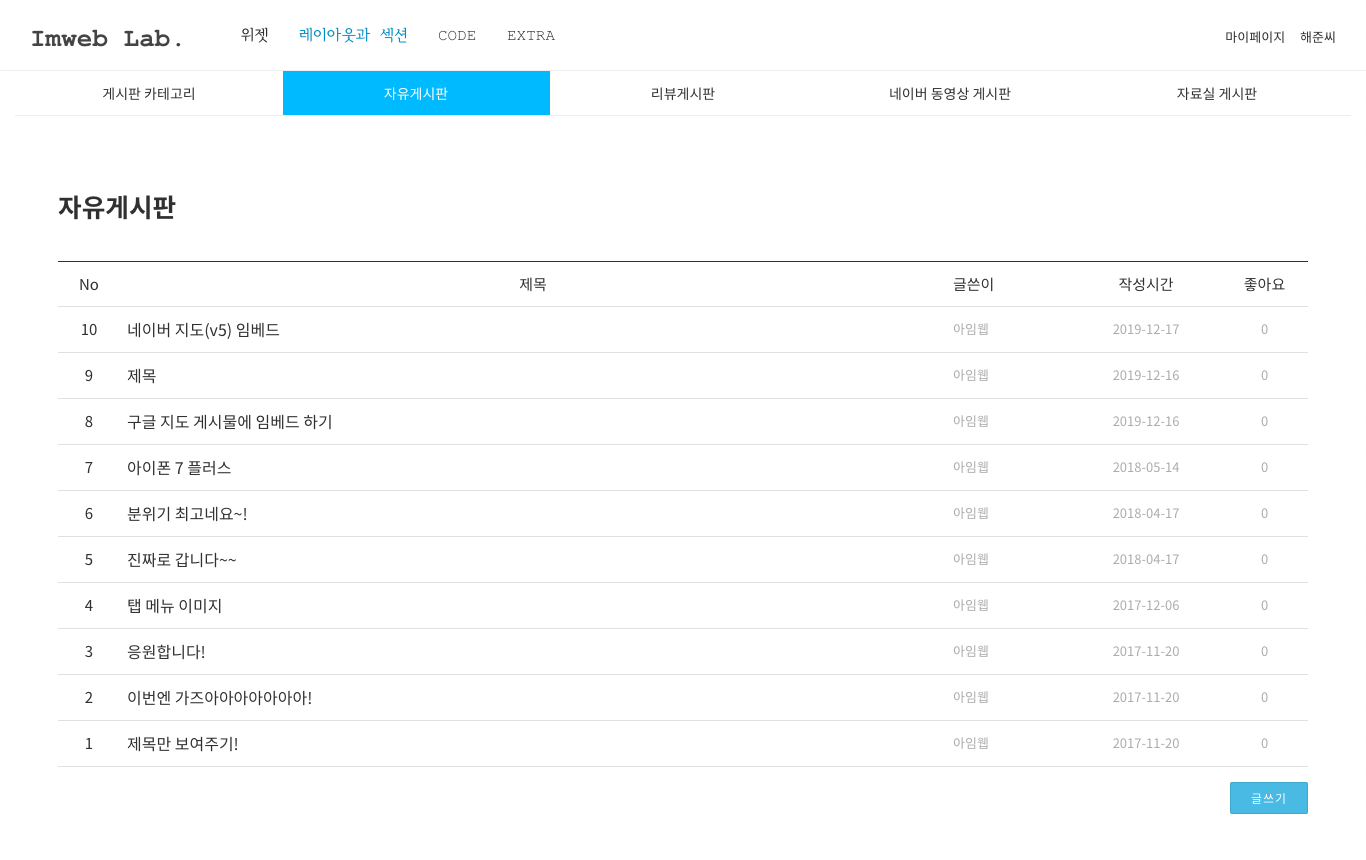 Imweb Lab. 위젯 레이아웃과 섹션 CODE EXTRA 마이페이지 해준씨
게시판 카테고리 자유게시판 리뷰게시판 네이버 동영상 게시판 자료실 게시판
자유게시판
No 제목 글쓴이 작성시간 좋아요
10 네이버 지도(v5) 임베드 아임웹 2019-12-17 0
9 제목 아임웹 2019-12-16 0
8 구글 지도 게시물에 임베드 하기 아임웹 2019-12-16 0
7 아이폰 7 플러스 아임웹 2018-05-14 0
6 분위기 최고네요~! 아임웹 2018-04-17 0
5 진짜로 갑니다~~ 아임웹 2018-04-17 0
4 탭 메뉴 이미지 아임웹 2017-12-06 0
3 응원합니다! 아임웹 2017-11-20 0
2 이번엔 가즈아아아아아아아! 아임웹 2017-11-20 0
1 제목만 보여주기! 아임웹 2017-11-20 0
글쓰기